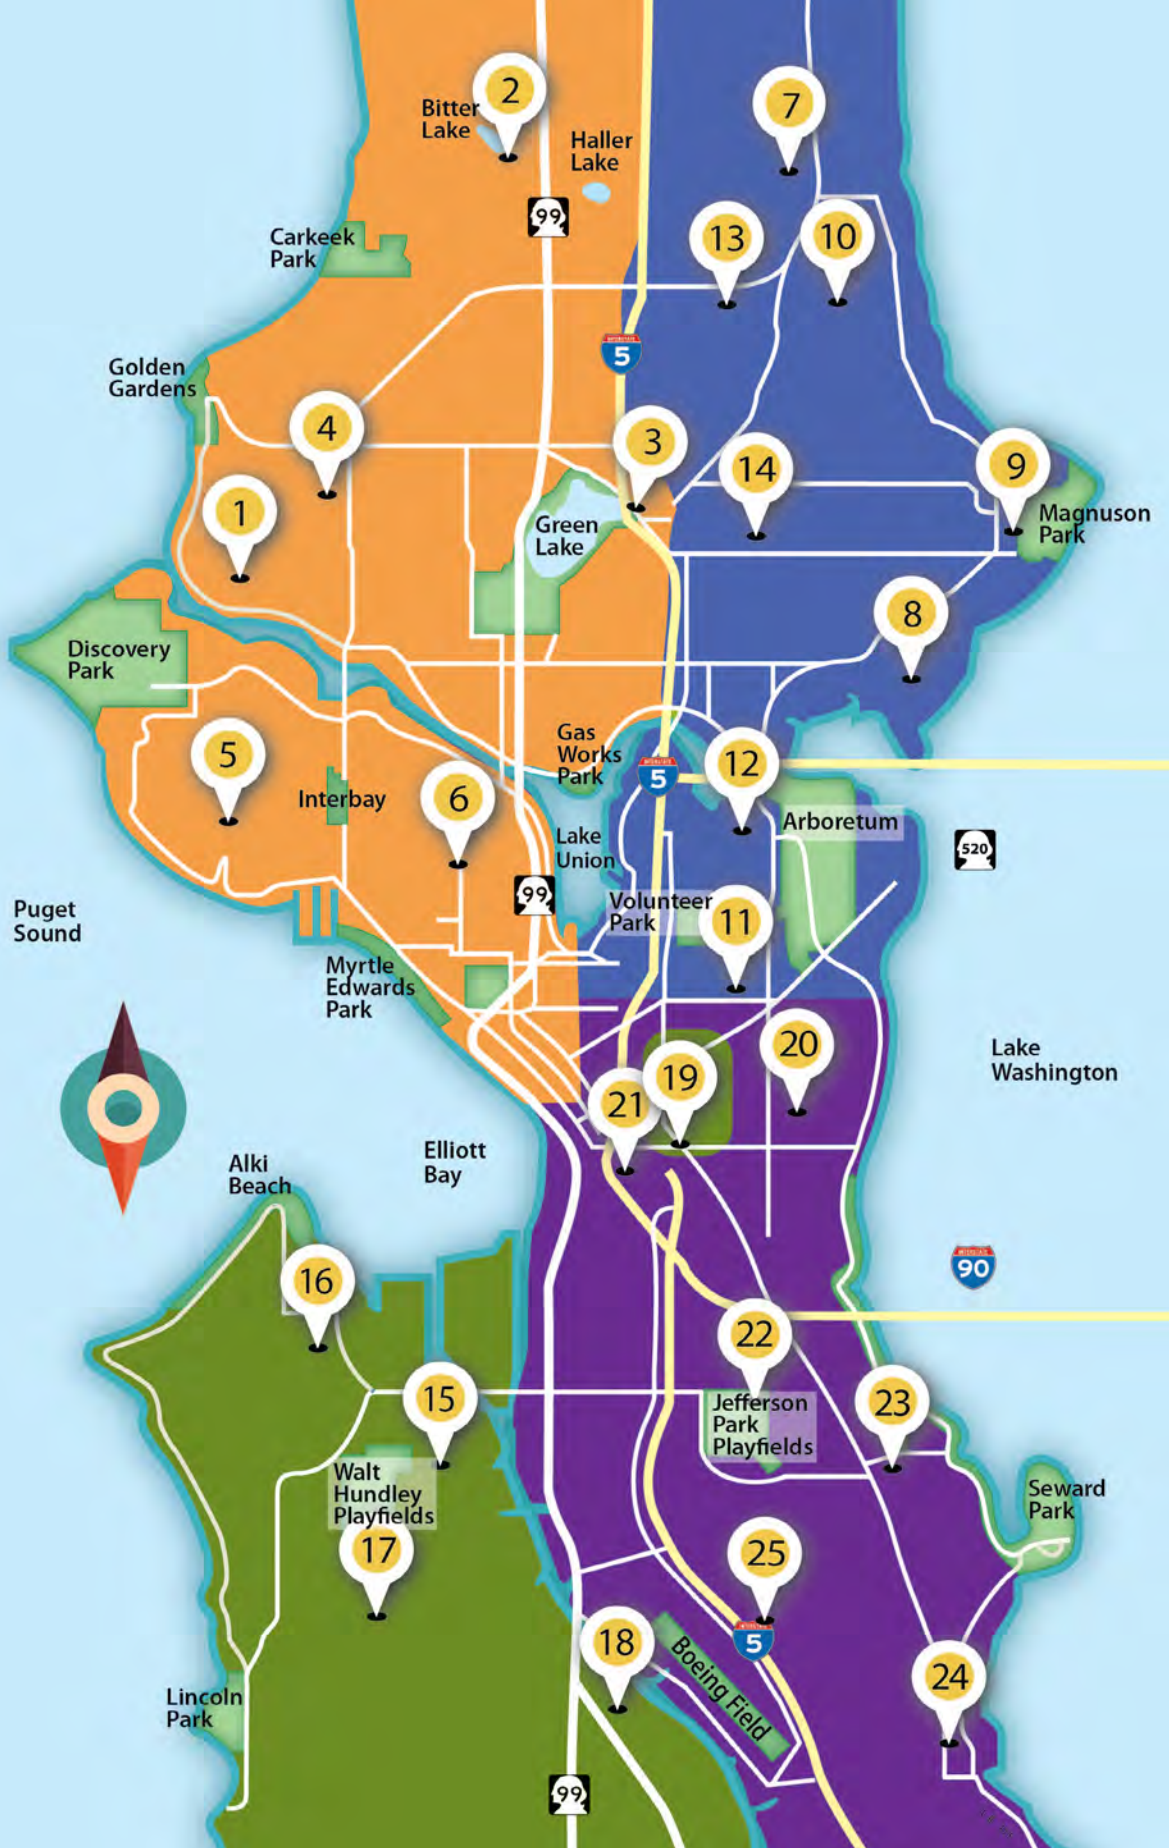 2
7
Bitter
Lake
Haller
Lake
99
13
10
Carkeek
Park
INTERSTATE
5
Golden
Gardens
4
3
14
9
1
Green
Lake
Magnuson
Park
8
Discovery
Park
5
Gas
Works
Park
INTERSTATE
5
12
Interbay
6
Arboretum
Lake
Union
520
99
Volunteer
Park
11
Puget
Sound
Myrtle
Edwards
Park
20
Lake
Washington
19
21
Elliott
Bay
Alki
Beach
INTERSTATE
90
16
22
15
Jefferson
Park
Playfields
23
Walt
Hundley
Playfields
Seward
Park
17
25
18
INTERSTATE
5
Boeing Field
24
Lincoln
Park
99